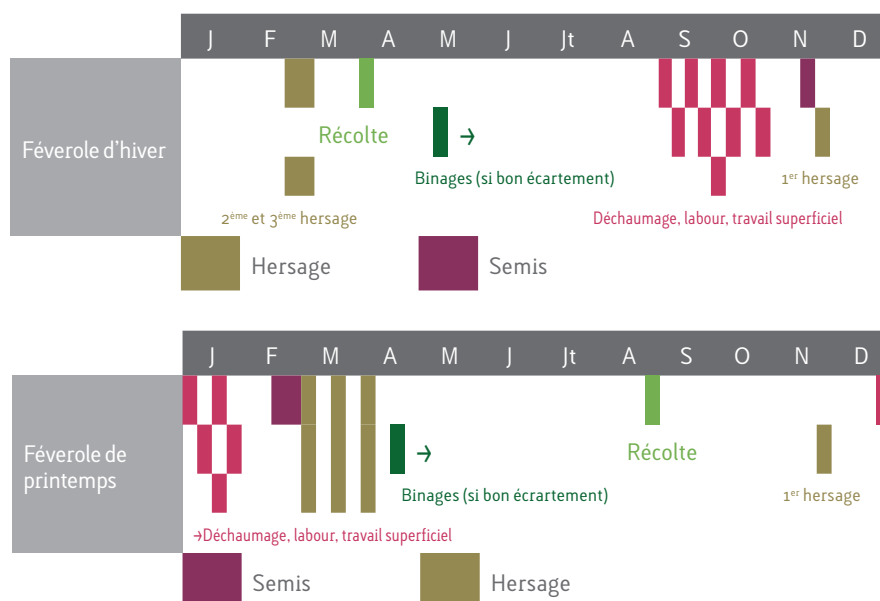 J F M A M J Jt A S O N D
Féverole d'hiver
Récolte
Binages (si bon écartement)
1er hersage
2ème et 3ème hersage
Déchaumage, labour, travail superficiel
Hersage
Semis
J F M A M J Jt A S O N D
Féverole de
printemps
Récolte
Binages (si bon écrartement)
1er hersage
→Déchaumage, labour, travail superficiel
Semis
Hersage